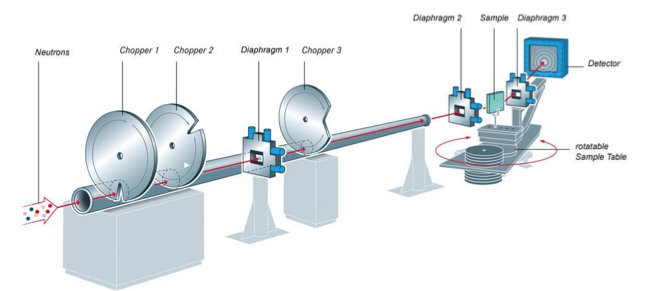 Neutrons
Chopper 1
Chopper 2
Diaphragm 1
Chopper 3
Diaphragm 2
Sample
Diaphragm 3
Detector
rotatable
Sample Table